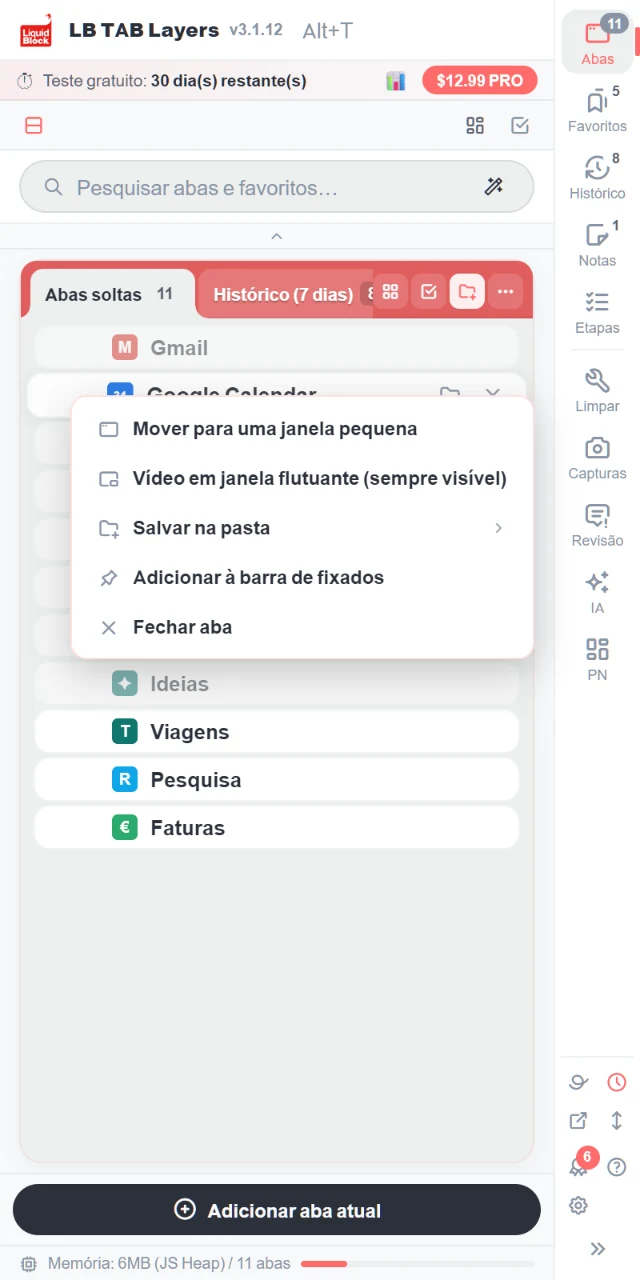 Liquid Block
LB TAB Layers v3.1.12 Alt+T
11
Abas
Teste gratuito: 30 dia(s) restante(s)
$12.99 PRO
5
Favoritos
Pesquisar abas e favoritos…
8
Histórico
1
Notas
Abas soltas 11
Histórico (7 dias)
Etapas
M Gmail
Google Calendar
Limpar
Mover para uma janela pequena
Vídeo em janela flutuante (sempre visível)
Capturas
Salvar na pasta
Revisão
Adicionar à barra de fixados
IA
Fechar aba
PN
Ideias
T Viagens
R Pesquisa
€ Faturas
6
Adicionar aba atual
Memória: 6MB (JS Heap) / 11 abas